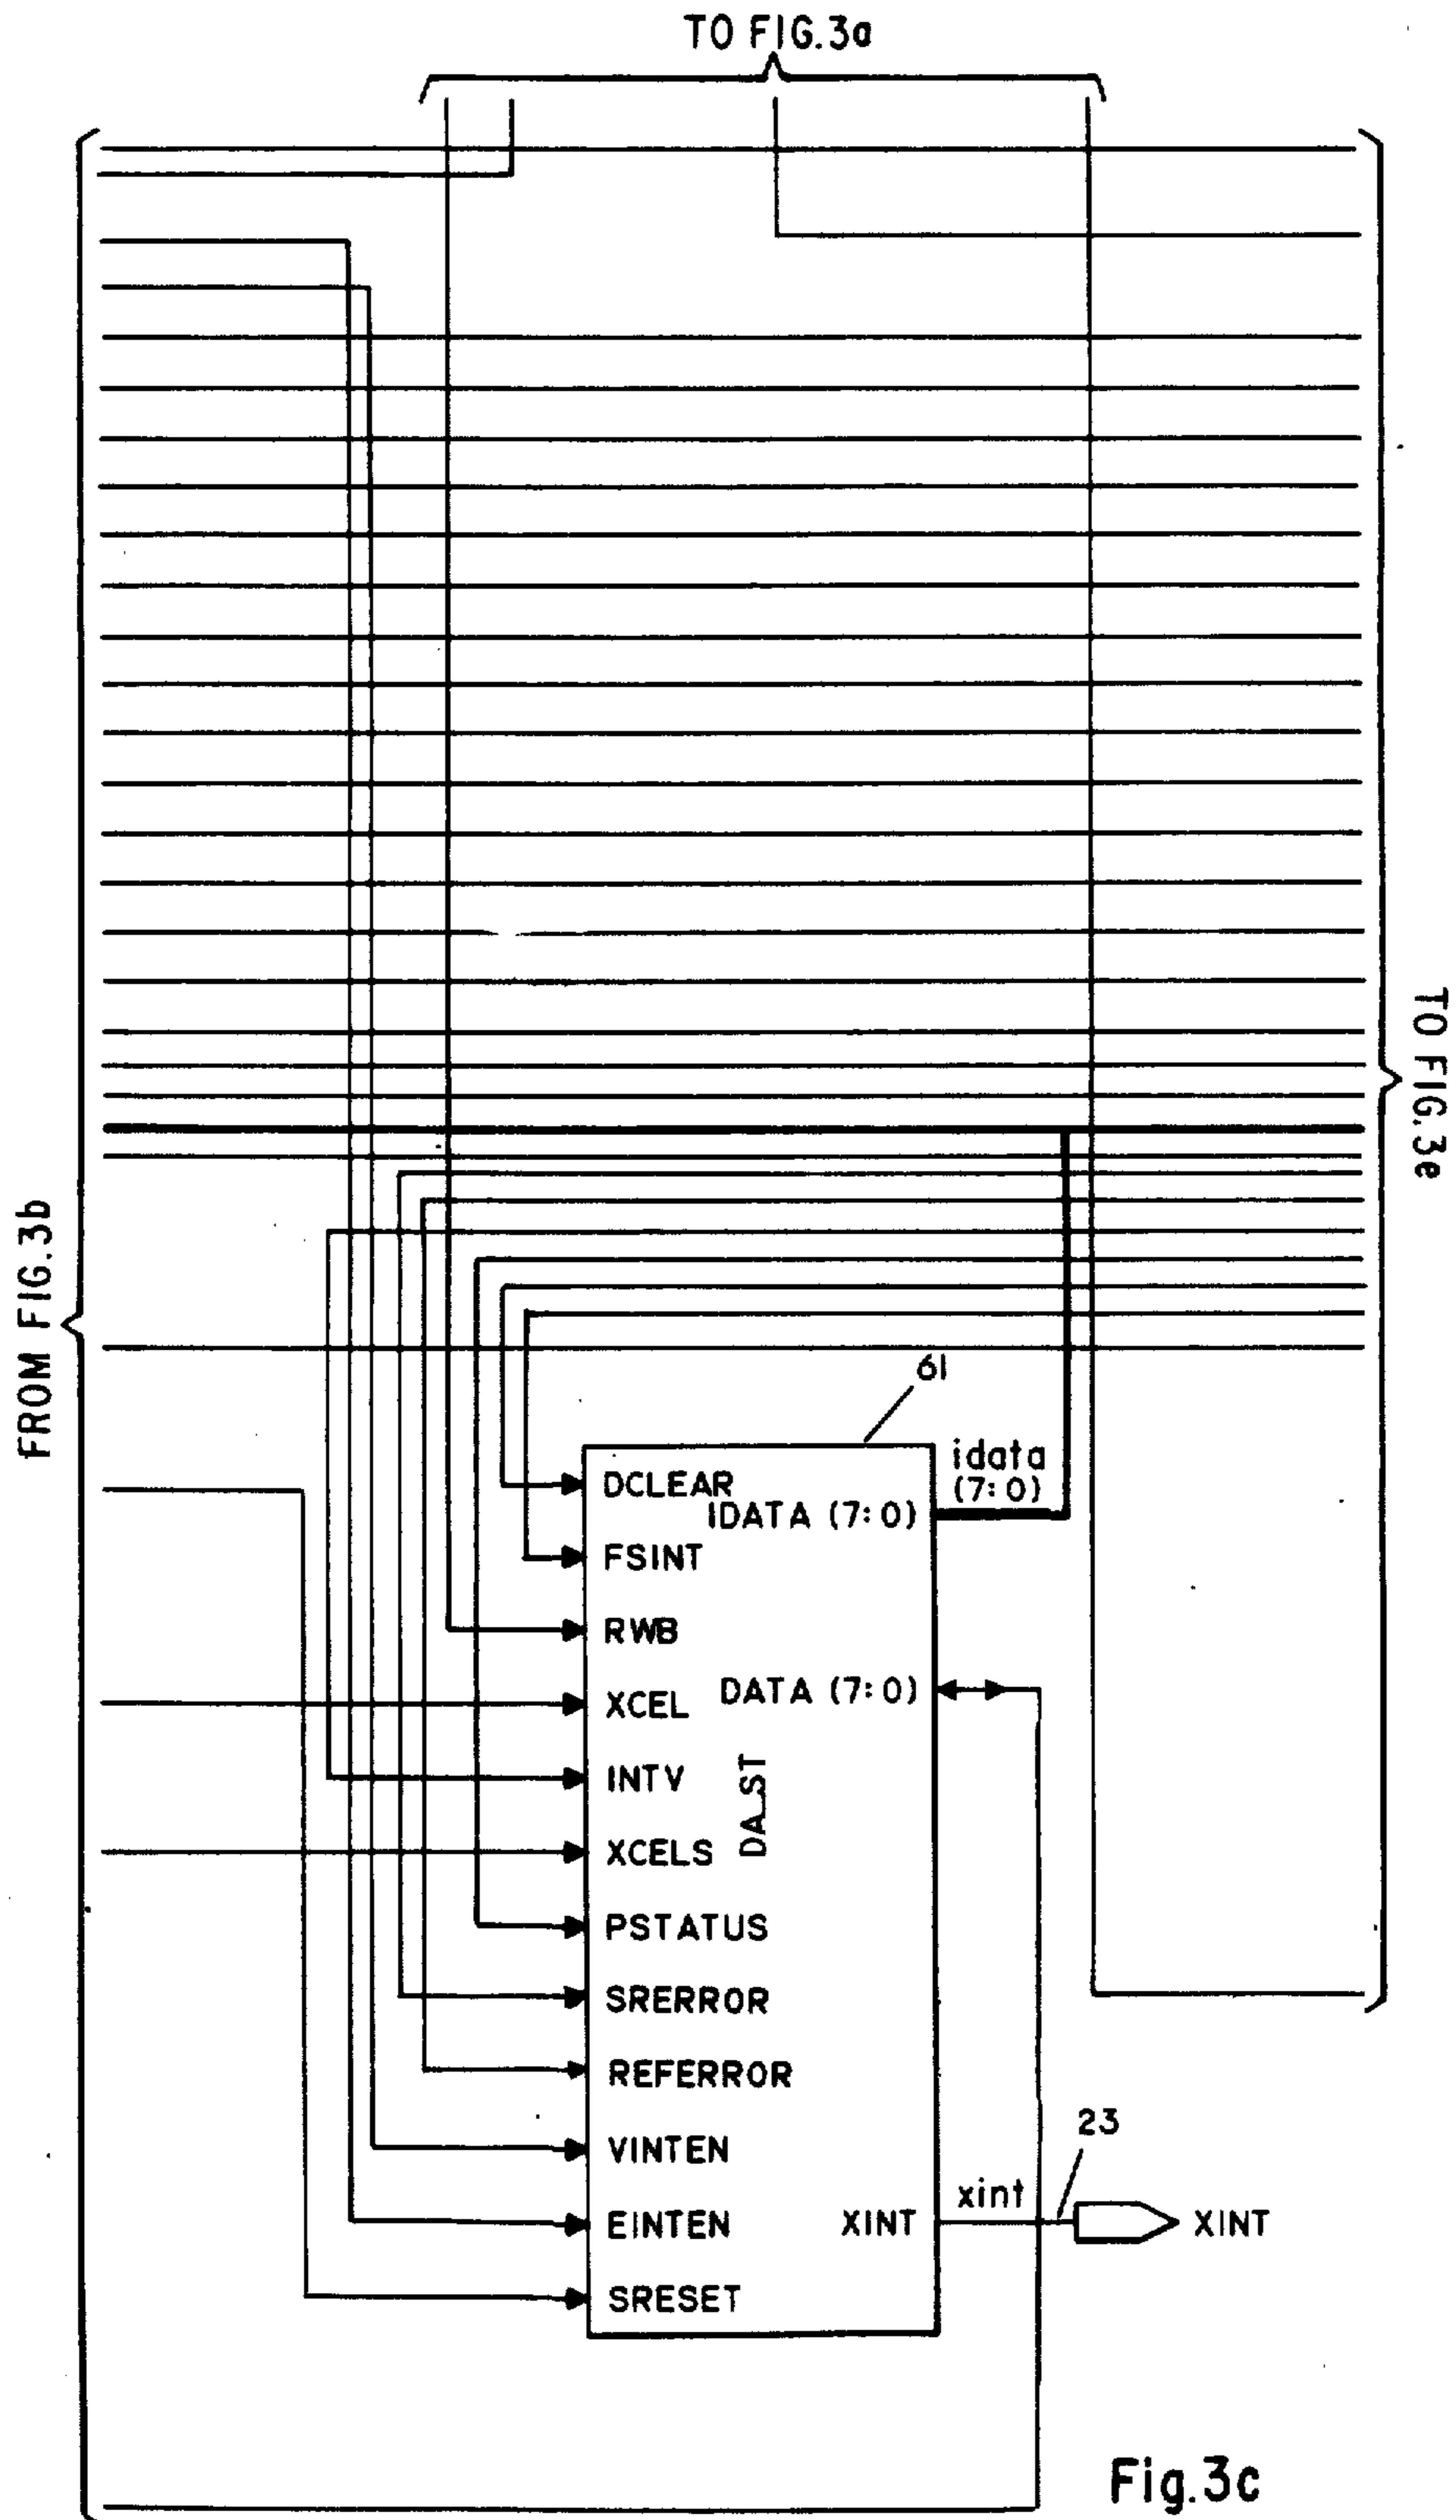 TO FIG.3a
TO FIG.3e
FROM FIG.3b
61
idata
(7:0)
DCLEAR
IDATA (7:0)
FSINT
RWB
XCEL
DATA (7:0)
INTV
DA_ST
XCELS
PSTATUS
SRERROR
REFERROR
VINTEN
23
xint
EINTEN
XINT
XINT
SRESET
Fig.3c